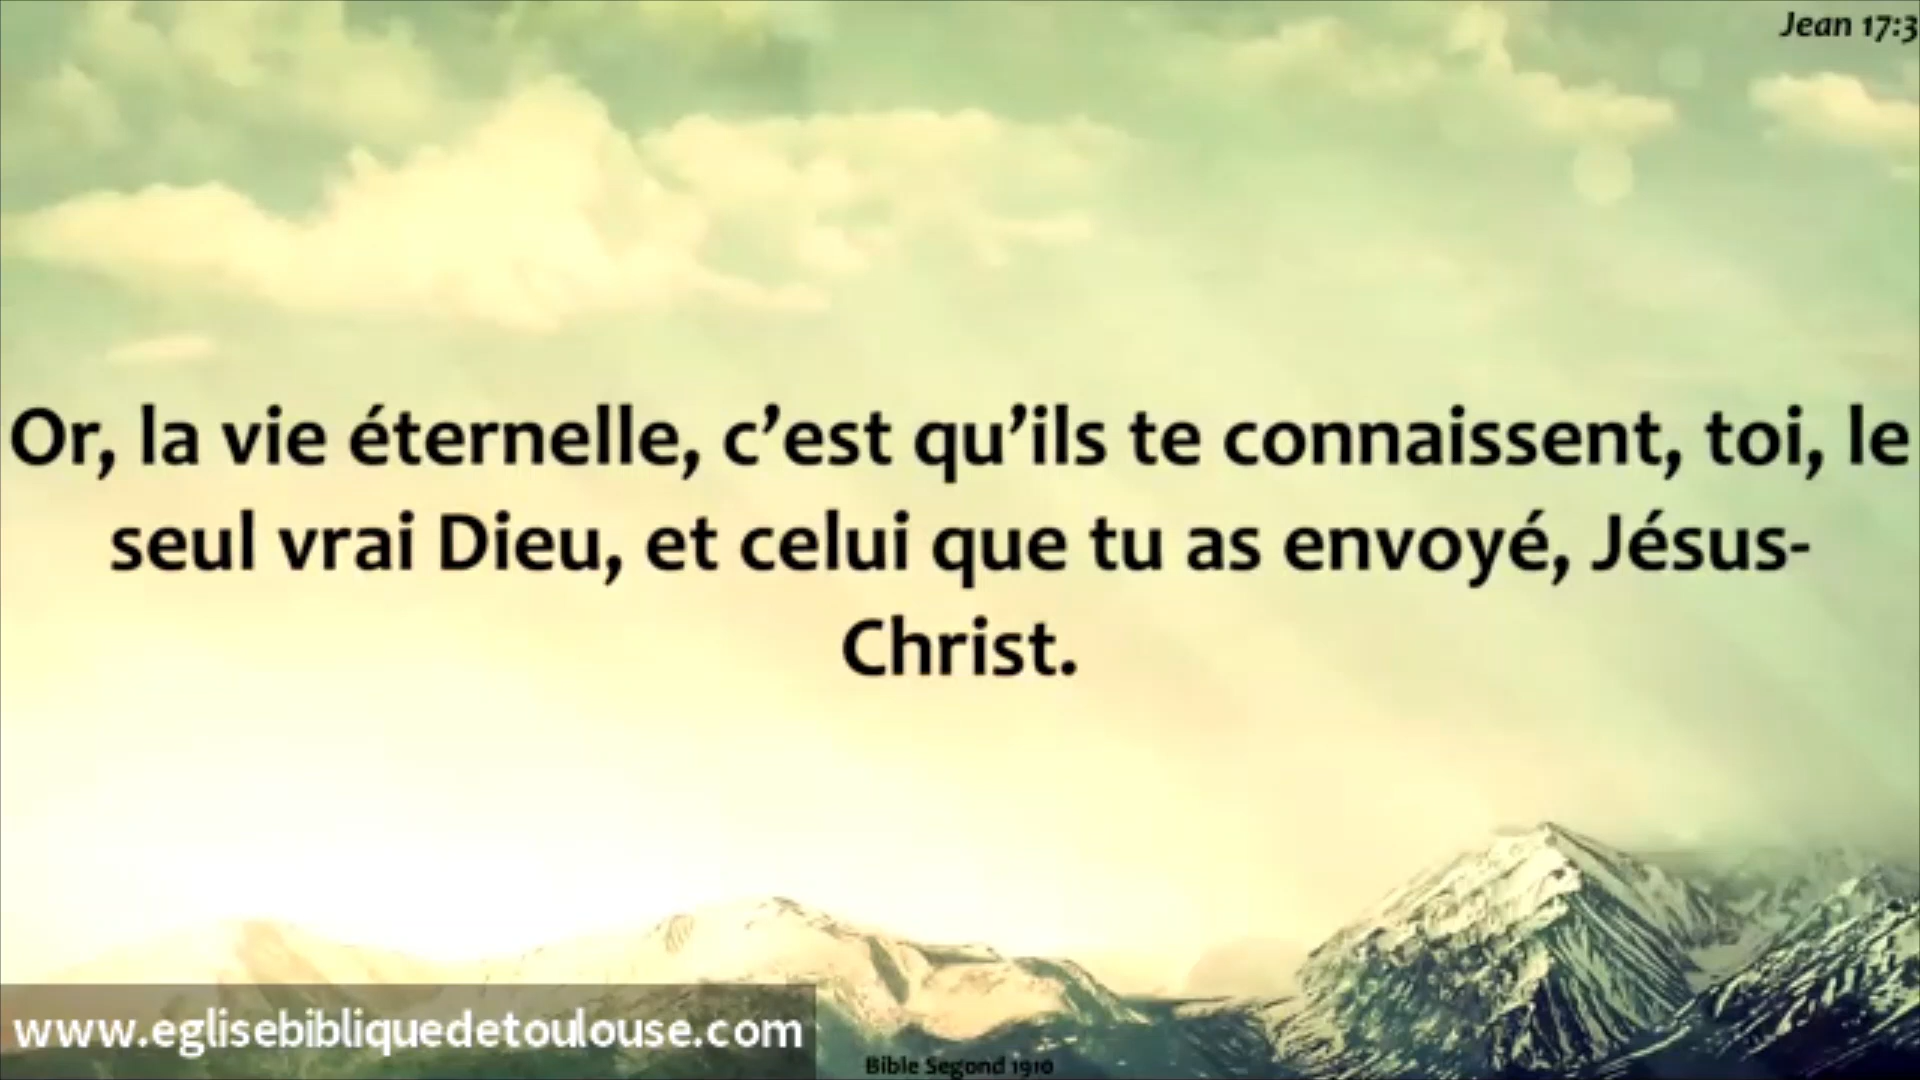 Jean 17:3
Or, la vie éternelle, c’est qu’ils te connaissent, toi, le
seul vrai Dieu, et celui que tu as envoyé, Jésus-
Christ.
www.eglisebibliquedetoulouse.com
Bible Segond 1910